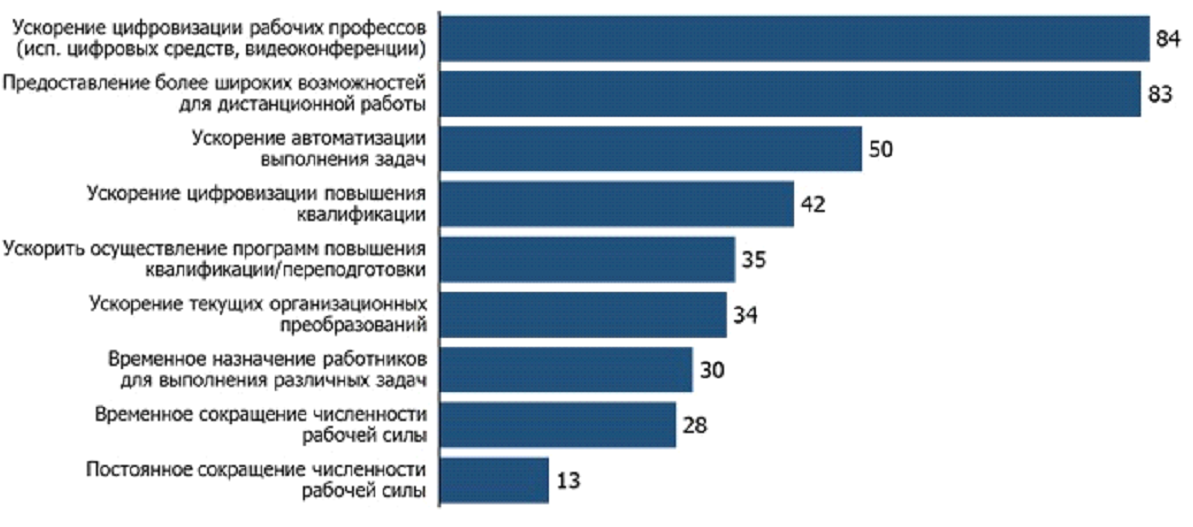 Ускорение цифровизации рабочих профессов
(исп. цифровых средств, видеоконференции)
84
Предоставление более широких возможностей
для дистанционной работы
83
Ускорение автоматизации
выполнения задач
50
Ускорение цифровизации повышения
квалификации
42
Ускорить осуществление программ повышения
квалификации/переподготовки
35
Ускорение текущих организационных
преобразований
34
Временное назначение работников
для выполнения различных задач
30
Временное сокращение численности
рабочей силы
28
Постоянное сокращение численности
рабочей силы
13